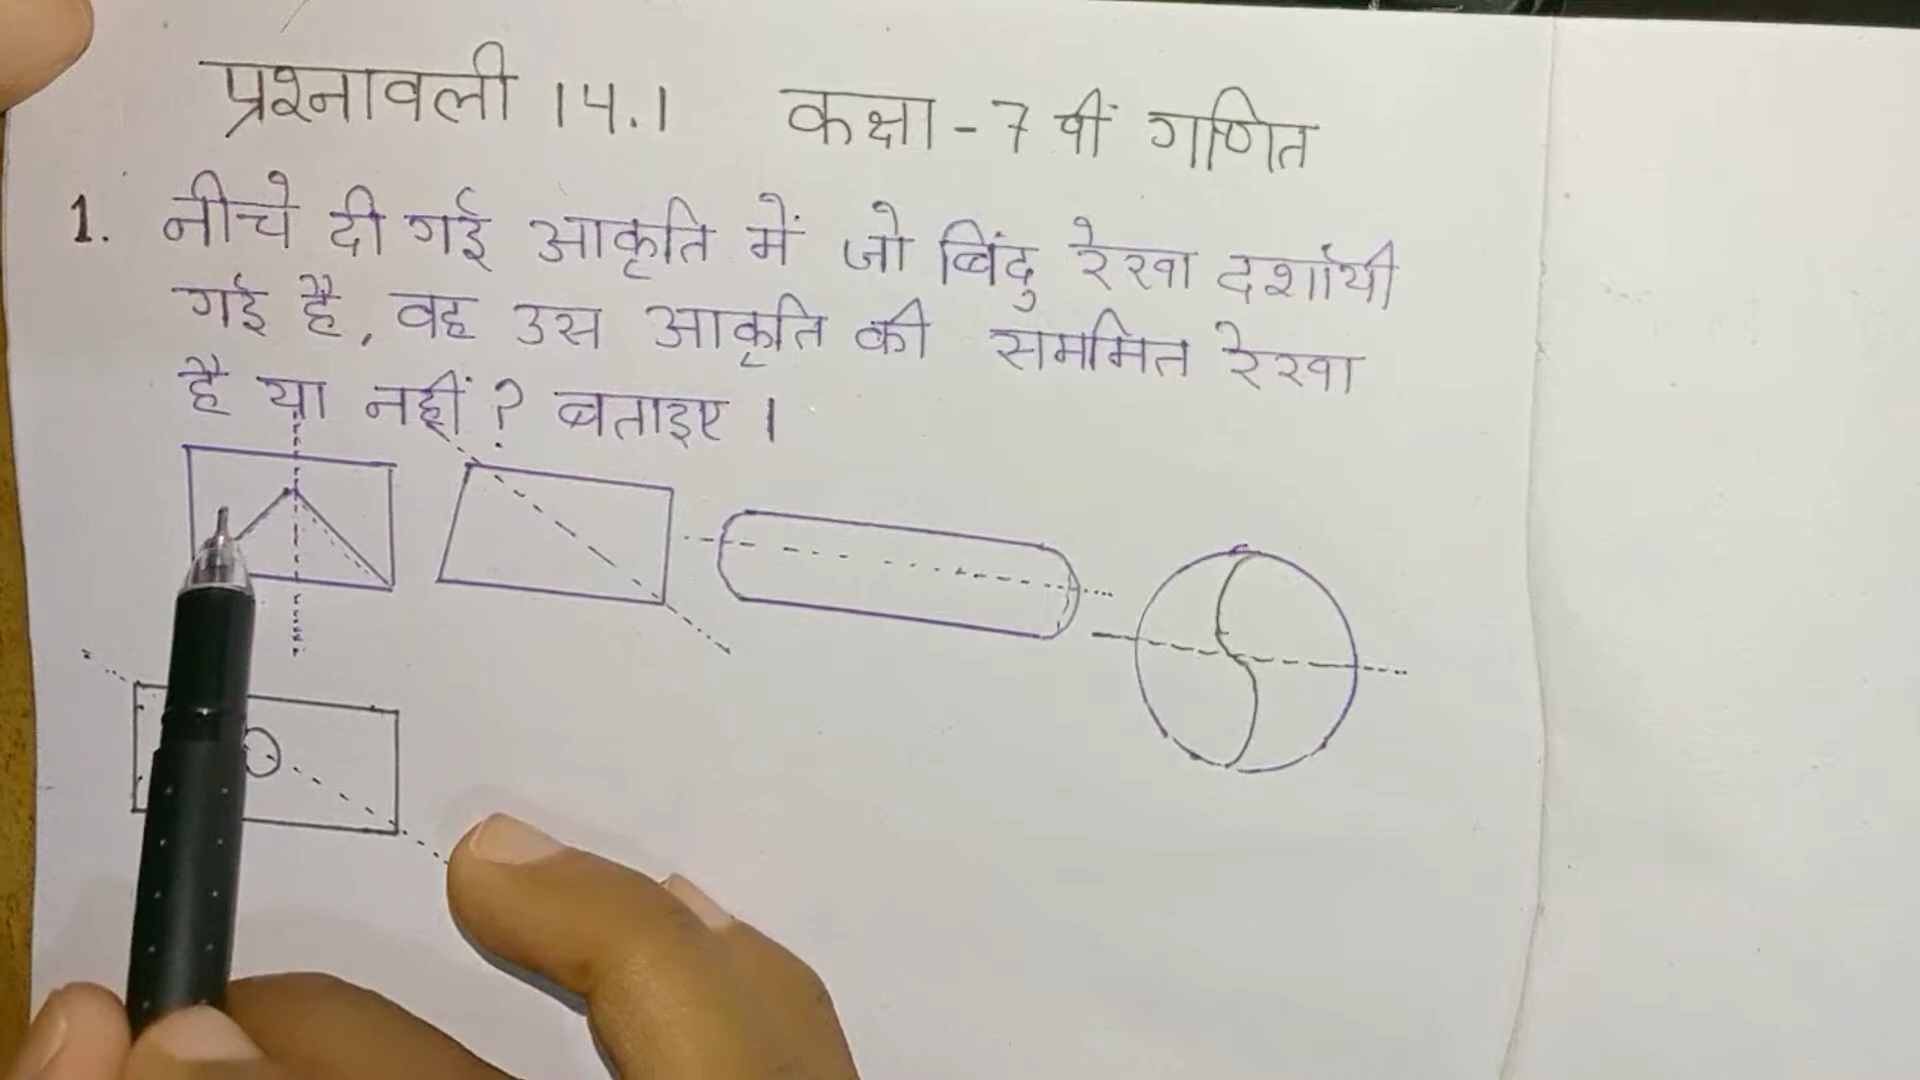 प्रश्नावली 14.1 कक्षा - 7 वीं गणित
1. नीचे दी गई आकृति में जो बिंदु रेखा दर्शायी
गई है, वह उस आकृति की सममित रेखा
है या नहीं? बताइए।